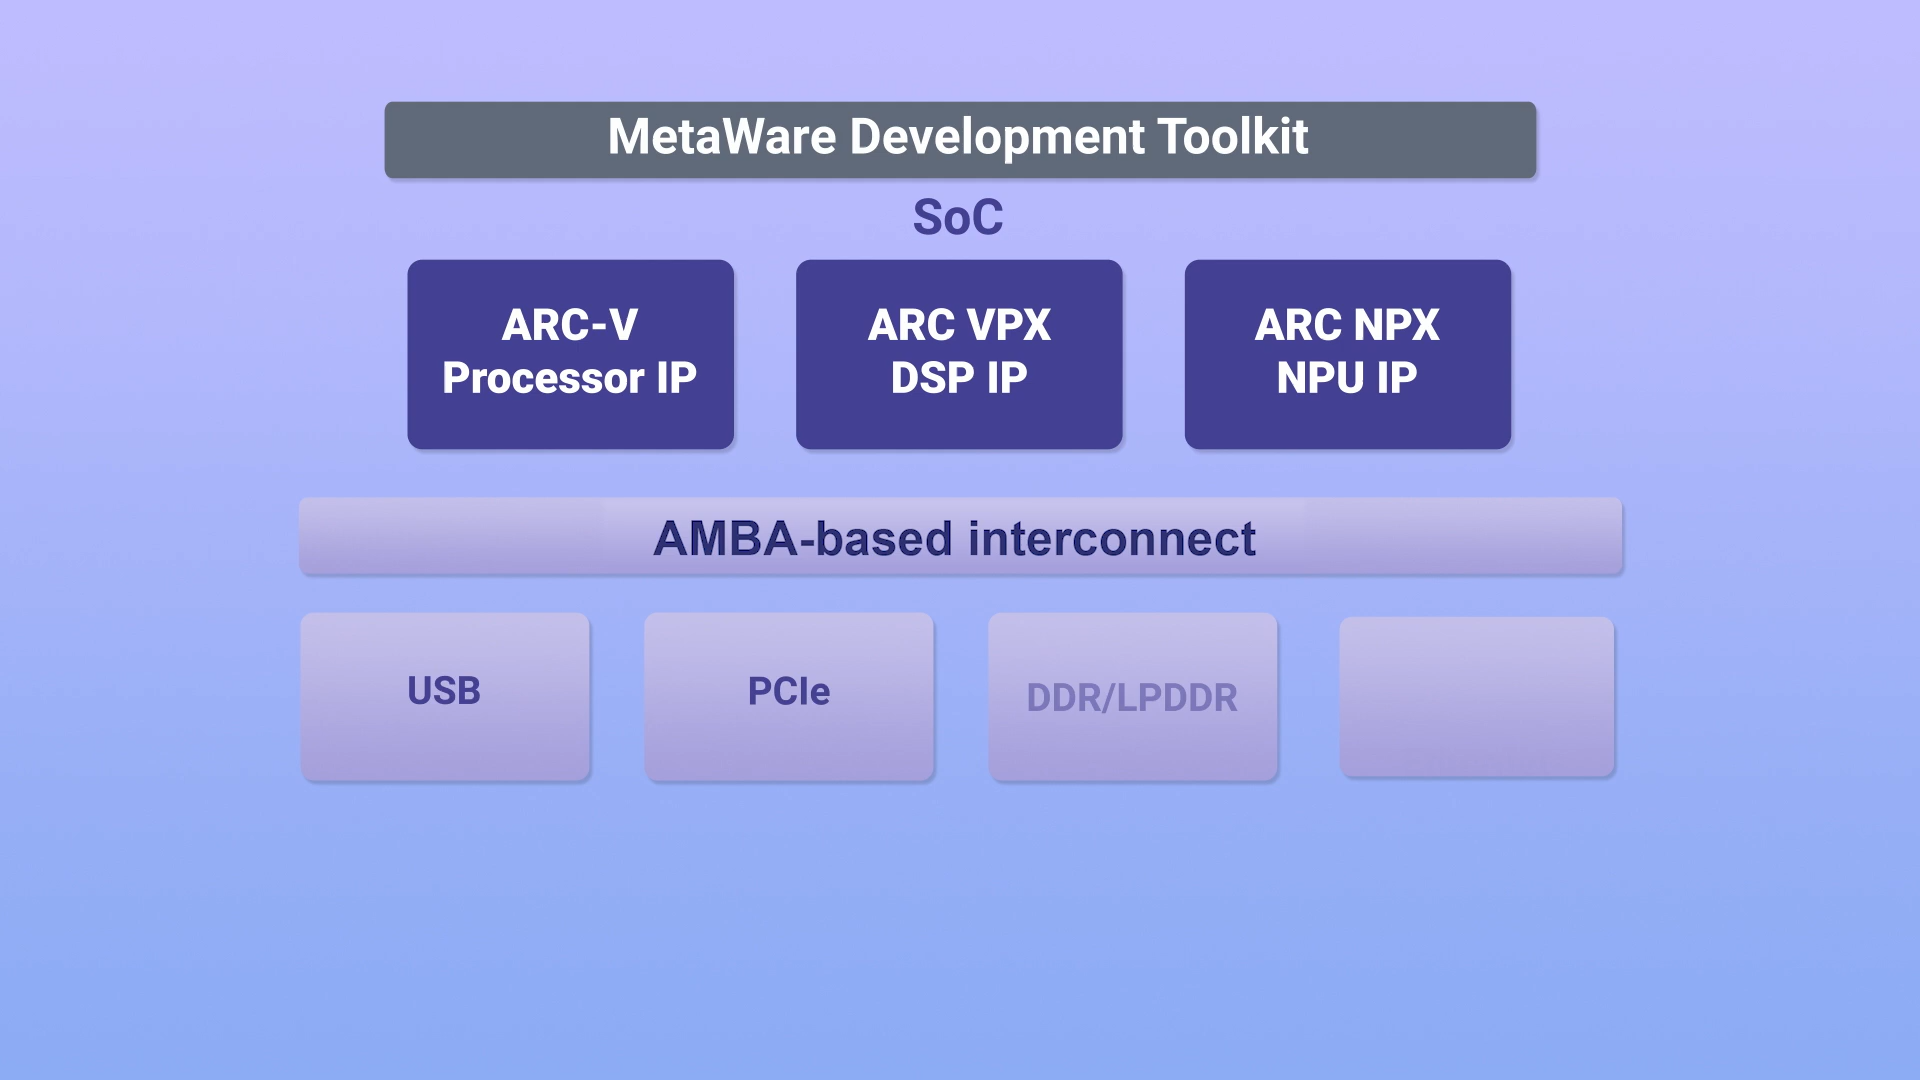 MetaWare Development Toolkit
SoC
ARC-V
Processor IP
ARC VPX
DSP IP
ARC NPX
NPU IP
AMBA-based interconnect
USB
PCIe
DDR/LPDDR